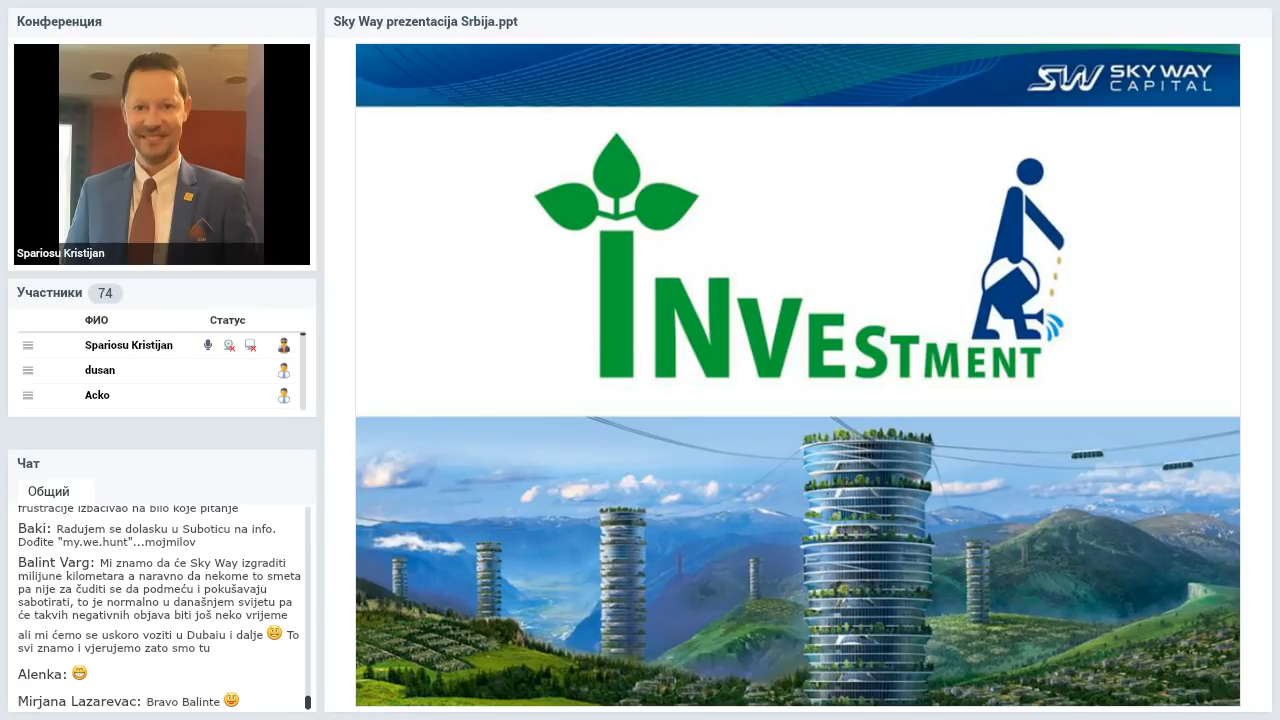 Конференция
Spariosu Kristijan
Участники 74
ФИО Статус
Spariosu Kristijan
dusan
Acko
Чат
Общий
frustracije izbacivši na bilo koje pitanje
Baki: Radujem se dolasku u Suboticu na info.
Dođite "my.we.hunt"...mojmilov
Balint Varg: Mi znamo da će Sky Way izgraditi
milijune kilometara a naravno da nekome to smeta
pa nije za čuditi se da podmeću i pokušavaju
sabotirati, to je normalno u današnjem svijetu pa
će takvih negativnih objava biti još neko vrijeme
ali mi ćemo se uskoro voziti u Dubaiu i dalje To
svi znamo i vjerujemo zato smo tu
Alenka:
Mirjana Lazarevac: Bravo Balinte
Sky Way prezentacija Srbija.ppt
SW SKY WAY
CAPITAL
INVESTMENT